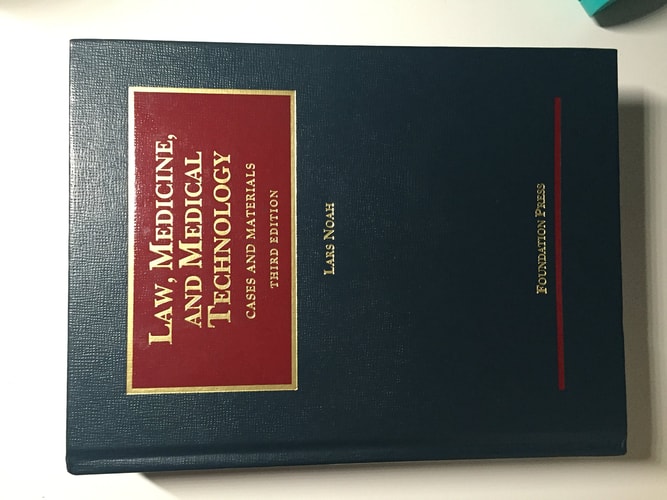 LAW, MEDICINE,
AND MEDICAL
TECHNOLOGY
CASES AND MATERIALS
THIRD EDITION
LARS NOAH
FOUNDATION PRESS